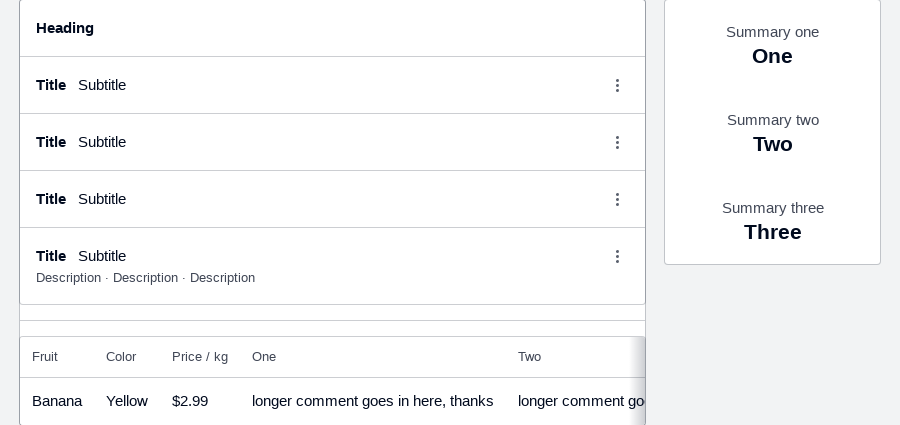 Heading
Title Subtitle
Title Subtitle
Title Subtitle
Title Subtitle
Description · Description · Description
Fruit Color Price / kg One Two
Banana Yellow $2.99 longer comment goes in here, thanks longer comment go
Summary one
One
Summary two
Two
Summary three
Three